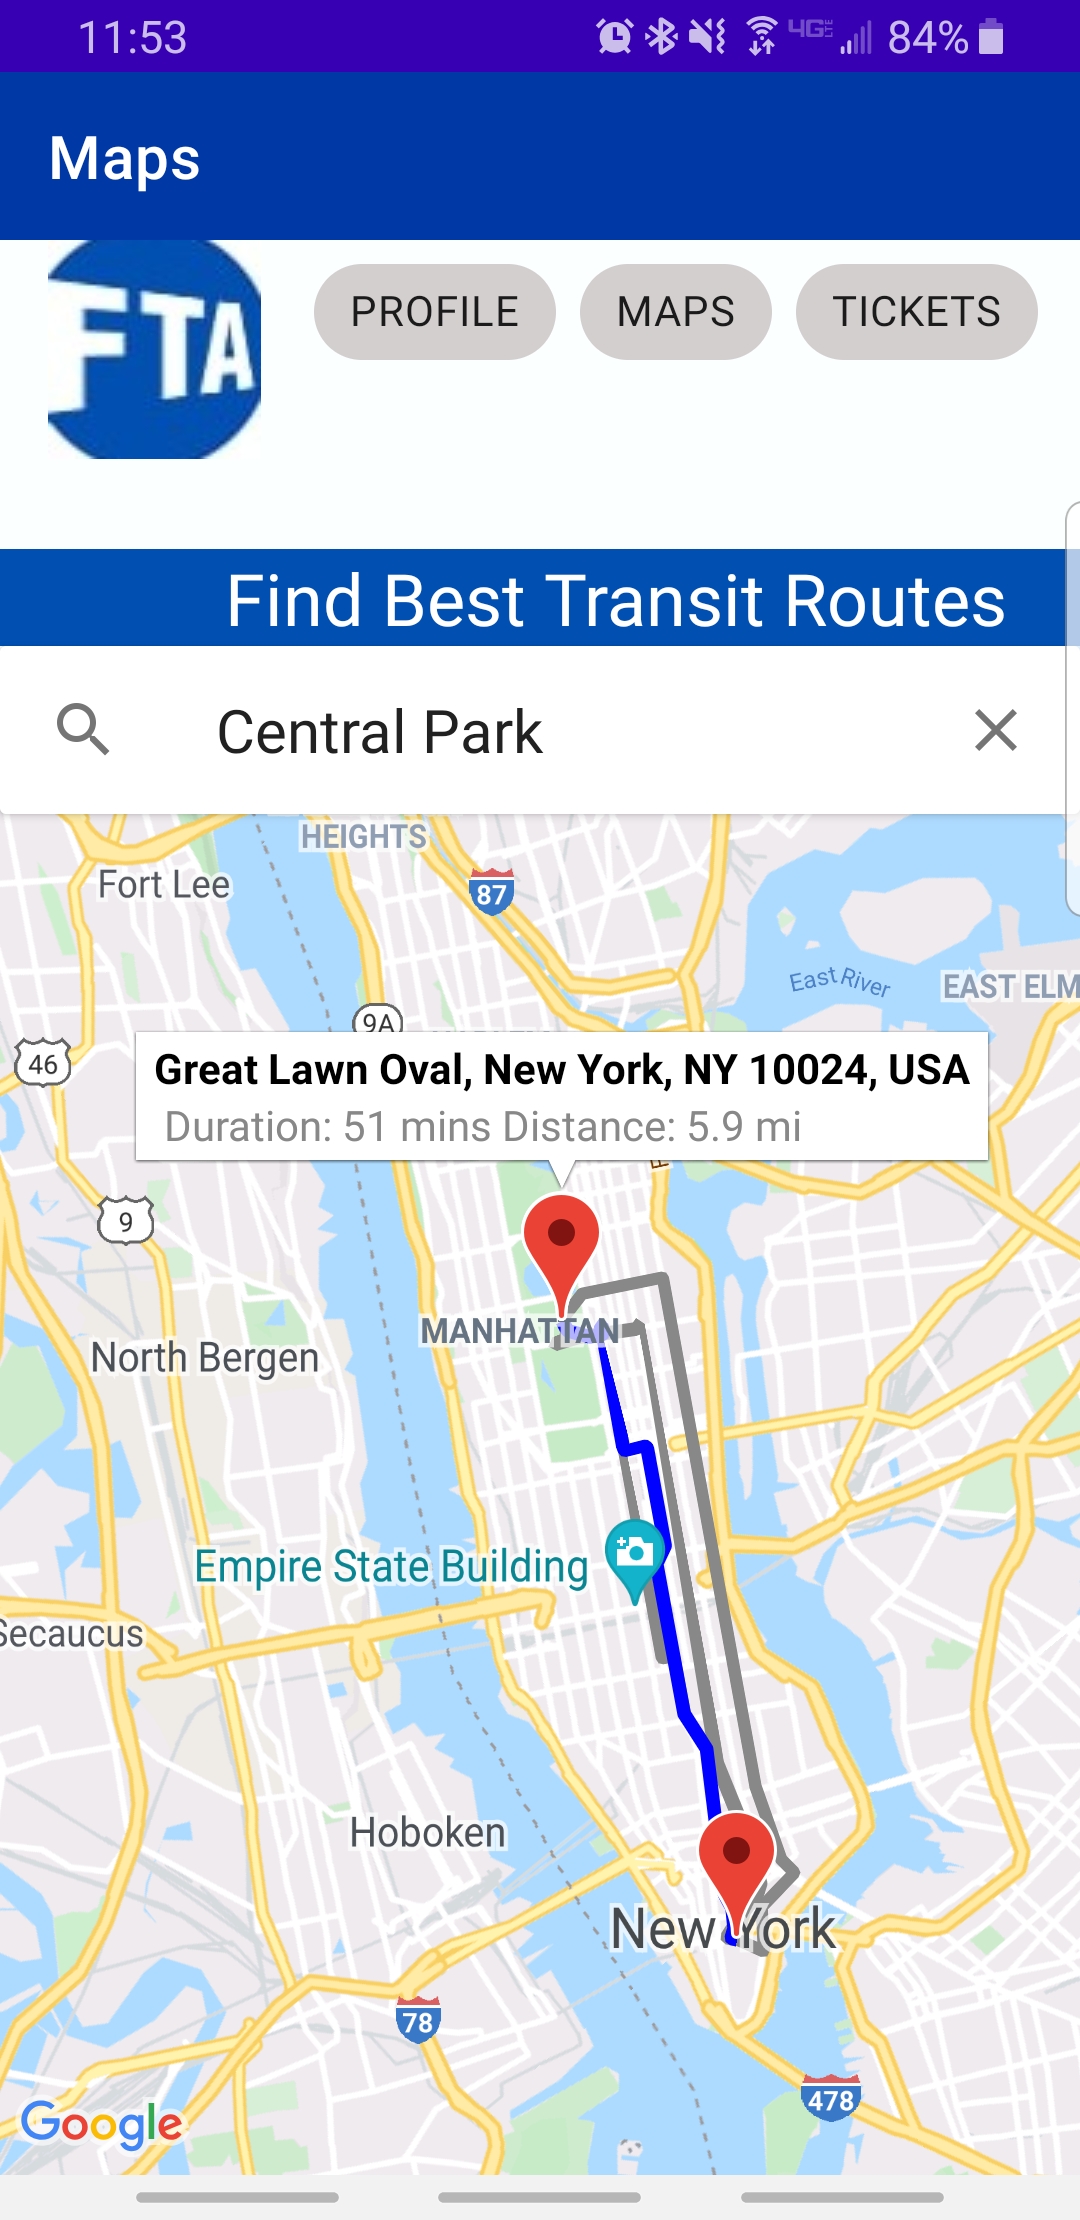 11:53
4G LTE 84%
Maps
FTA
PROFILE MAPS TICKETS
Find Best Transit Routes
Central Park
HEIGHTS
Fort Lee
87
East River
EAST ELM
9A
46
Great Lawn Oval, New York, NY 10024, USA
Duration: 51 mins Distance: 5.9 mi
9
MANHATTAN
North Bergen
Empire State Building
Secaucus
Hoboken
New York
78
478
Google